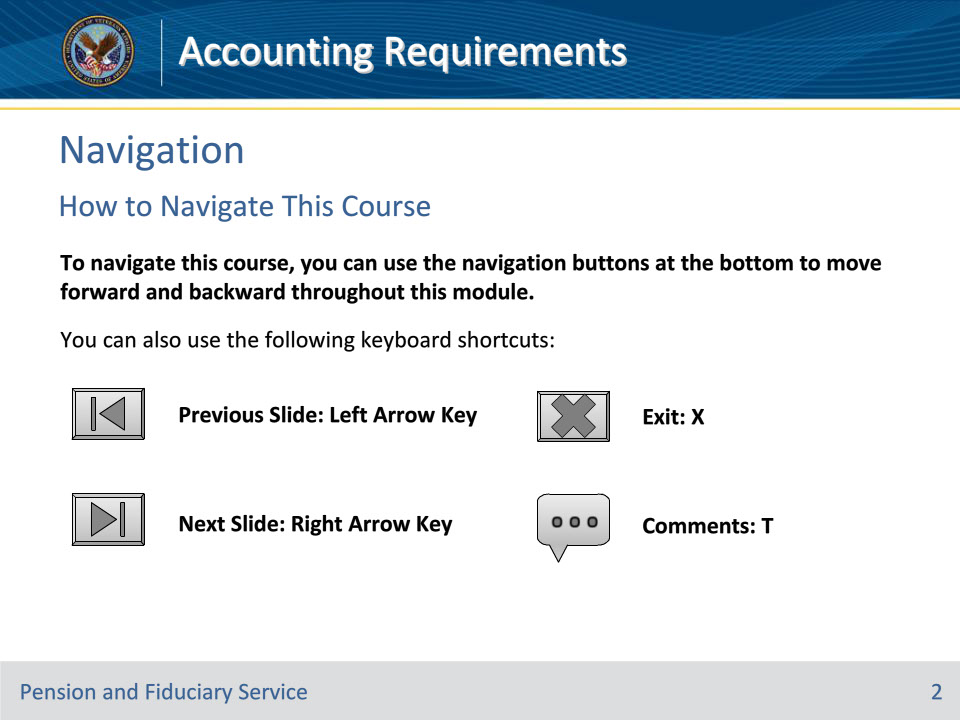 Accounting Requirements
Navigation
How to Navigate This Course
To navigate this course, you can use the navigation buttons at the bottom to move
forward and backward throughout this module.
You can also use the following keyboard shortcuts:
Previous Slide: Left Arrow Key
Exit: X
Next Slide: Right Arrow Key
Comments: T
Pension and Fiduciary Service
2